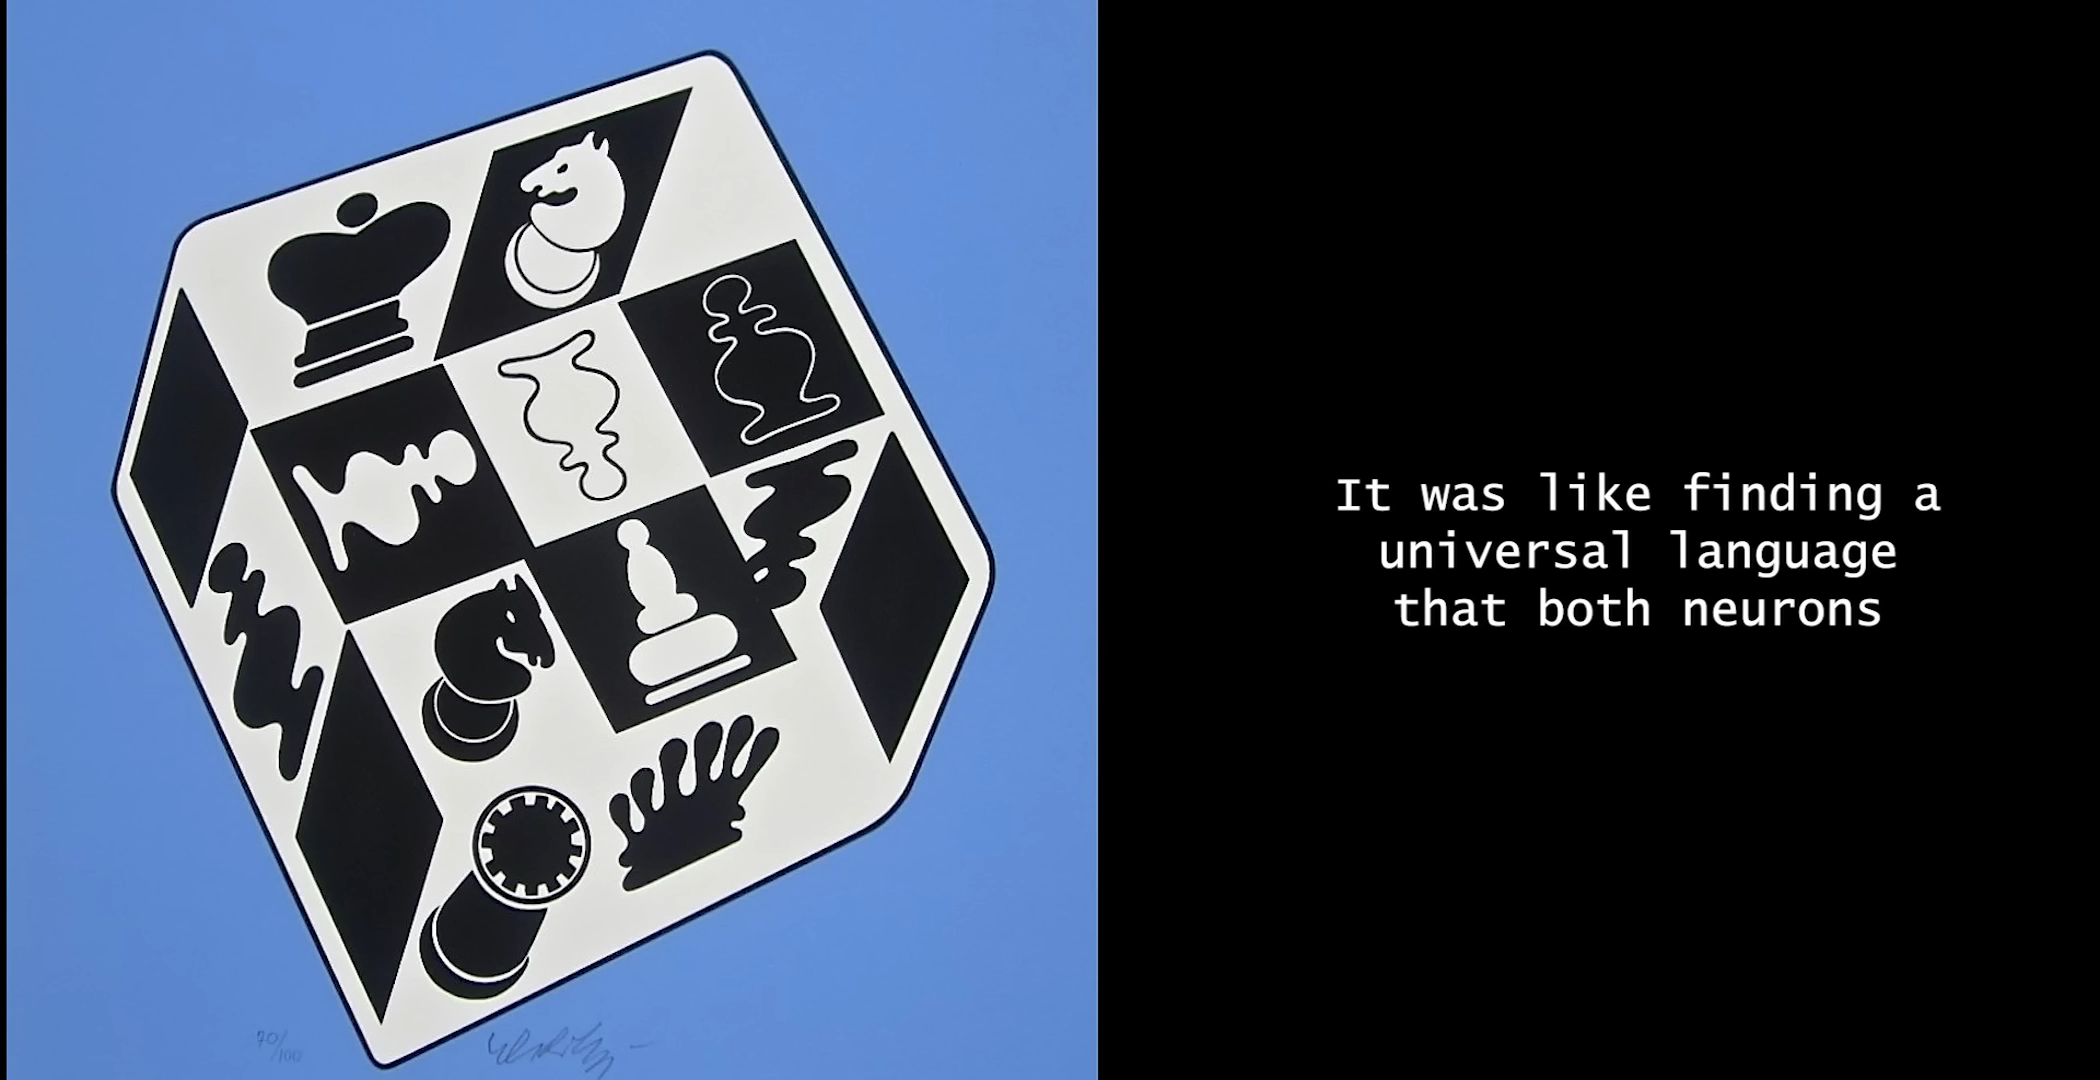 It was like finding a
universal language
that both neurons
70/100